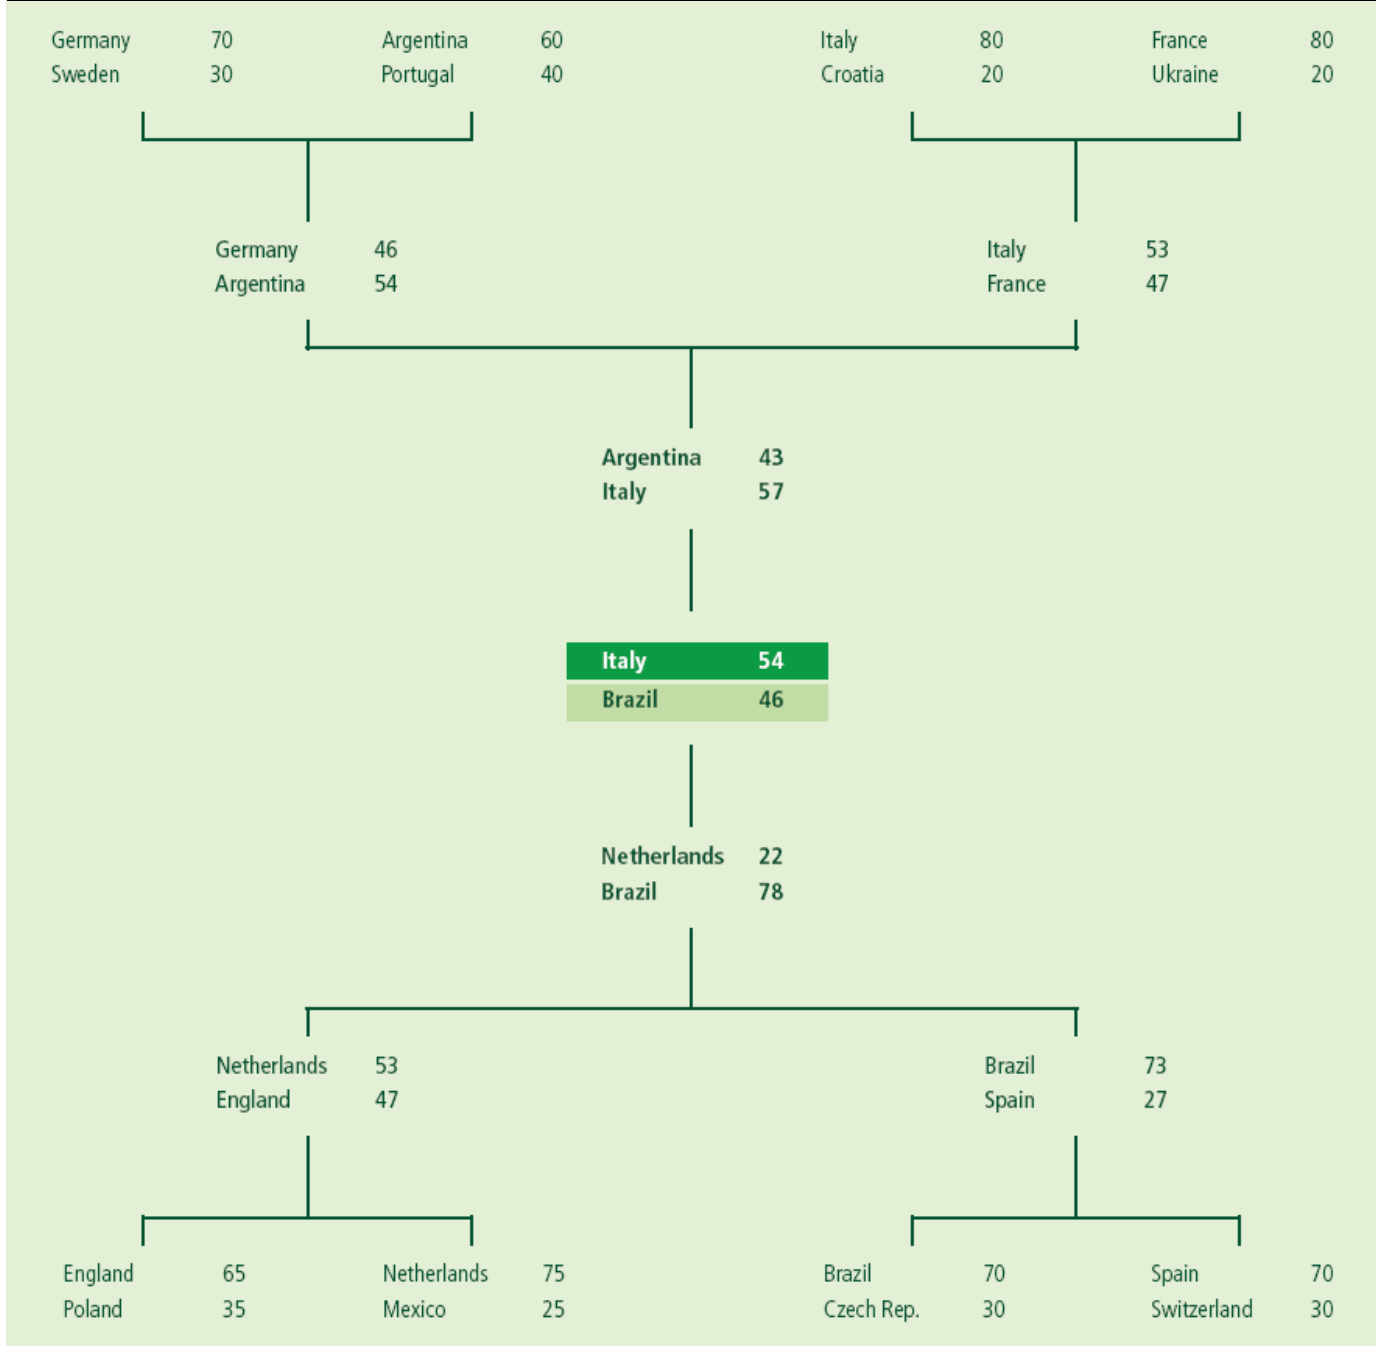 Germany 70 Argentina 60 Italy 80 France 80
Sweden 30 Portugal 40 Croatia 20 Ukraine 20
Germany 46 Italy 53
Argentina 54 France 47
Argentina 43
Italy 57
Italy 54
Brazil 46
Netherlands 22
Brazil 78
Netherlands 53 Brazil 73
England 47 Spain 27
England 65 Netherlands 75 Brazil 70 Spain 70
Poland 35 Mexico 25 Czech Rep. 30 Switzerland 30